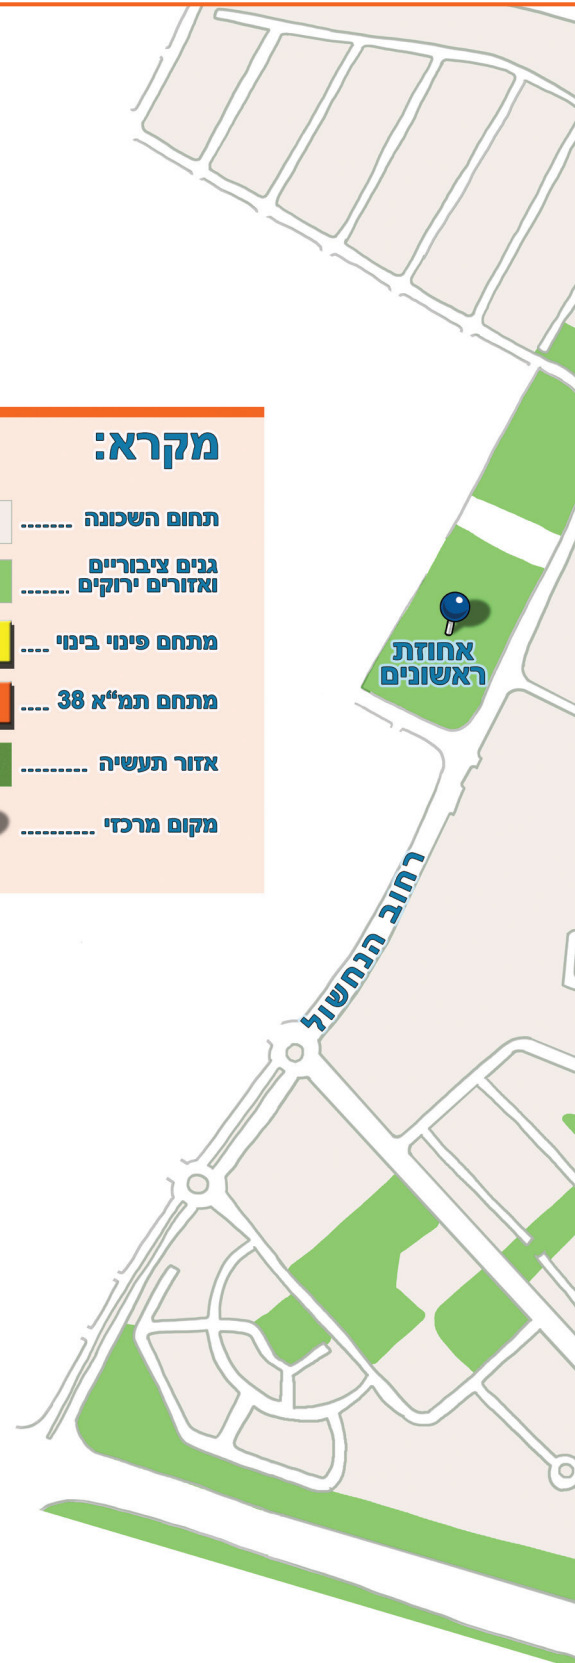 מקרא:
תחום השכונה .......
גנים ציבוריים
ואזורים ירוקים .......
מתחם פינוי בינוי ....
מתחם תמ״א 38 ....
אזור תעשיה .........
מקום מרכזי ..........
אחוזת
ראשונים
רחוב הנחשול